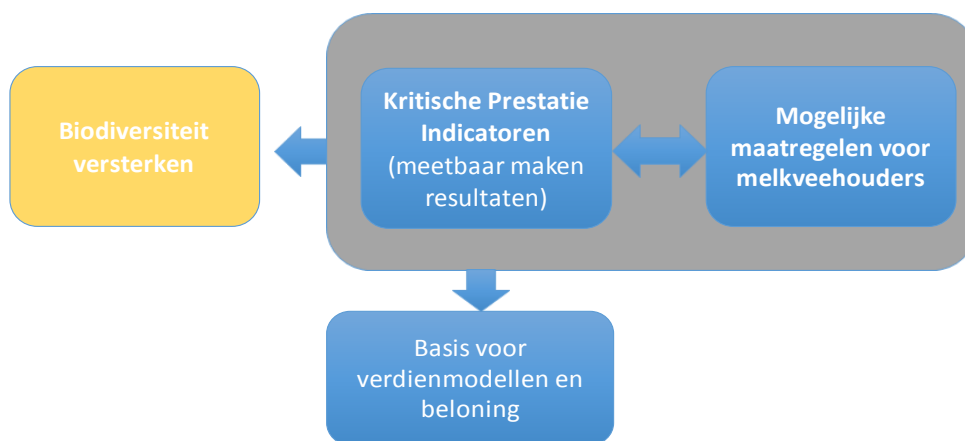 Biodiversiteit
versterken
Kritische Prestatie
Indicatoren
(meetbaar maken
resultaten)
Mogelijke
maatregelen voor
melkveehouders
Basis voor
verdienmodellen en
beloning